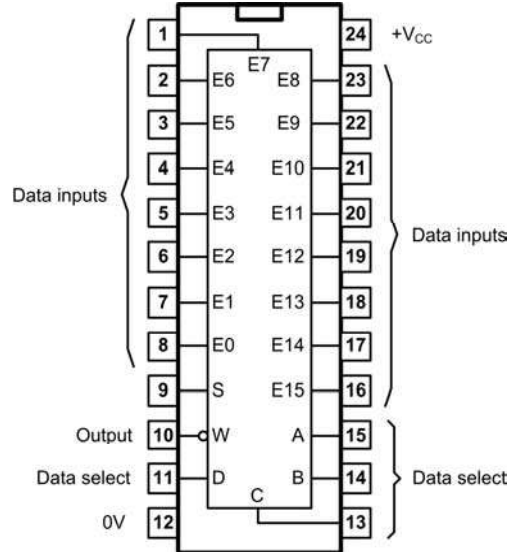 1 E7 24 +VCC
2 E6 E8 23
3 E5 E9 22
4 E4 E10 21
Data inputs
5 E3 E11 20
Data inputs
6 E2 E12 19
7 E1 E13 18
8 E0 E14 17
9 S E15 16
Output 10 W A 15
Data select 11 D B 14 Data select
0V 12 C 13